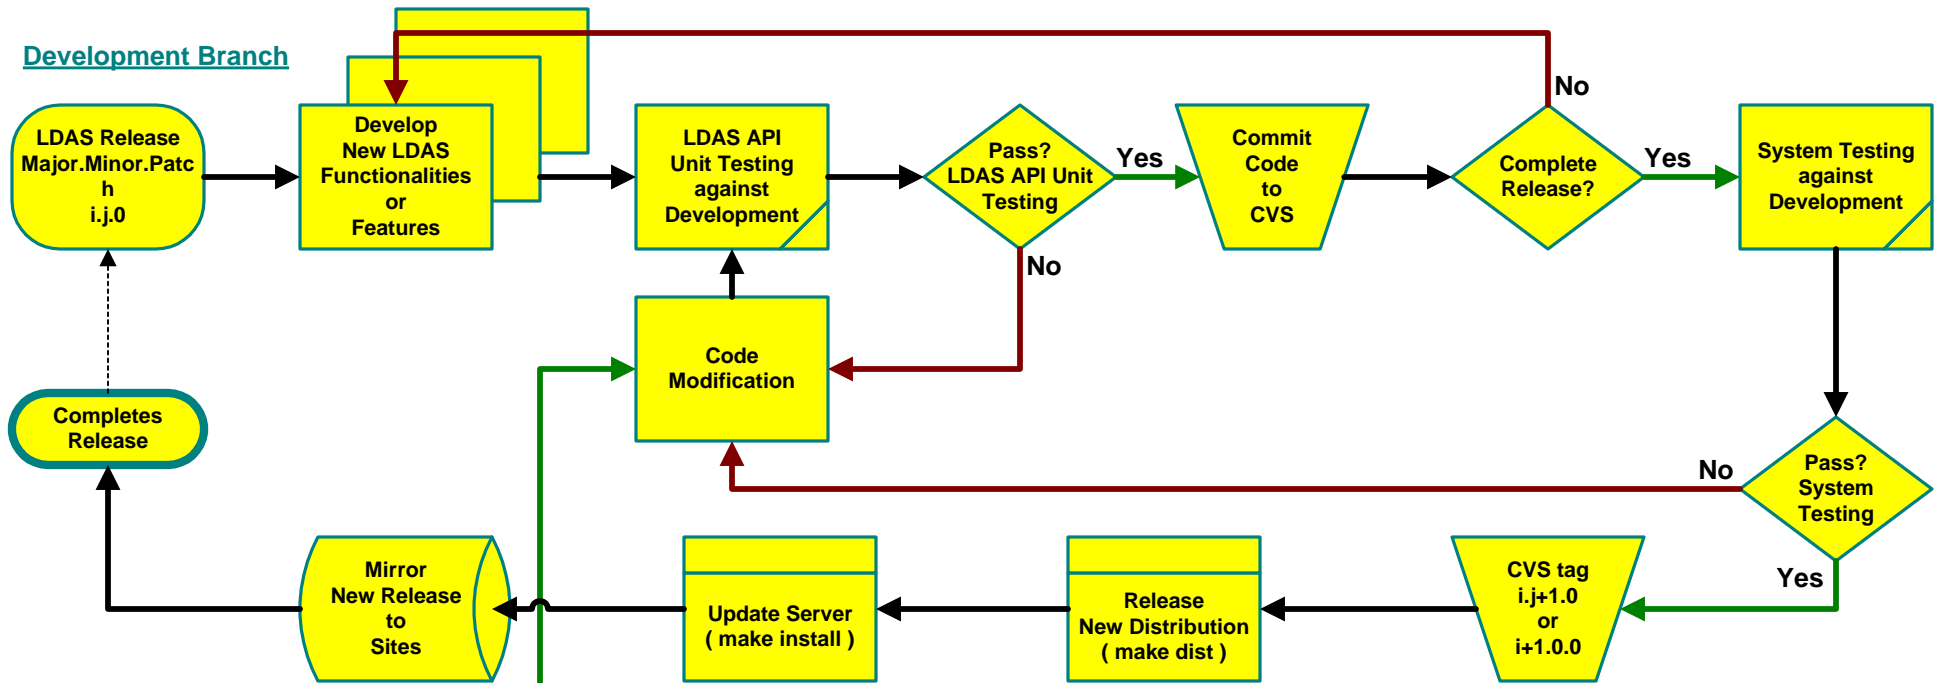 Development Branch
LDAS Release
Major.Minor.Patc
h
i.j.0
Develop
New LDAS
Functionalities
or
Features
LDAS API
Unit Testing
against
Development
Pass?
LDAS API Unit
Testing
Yes
No
Commit
Code
to
CVS
Complete
Release?
No
Yes
System Testing
against
Development
Code
Modification
Completes
Release
No
Pass?
System
Testing
Yes
Mirror
New Release
to
Sites
Update Server
( make install )
Release
New Distribution
( make dist )
CVS tag
i.j+1.0
or
i+1.0.0